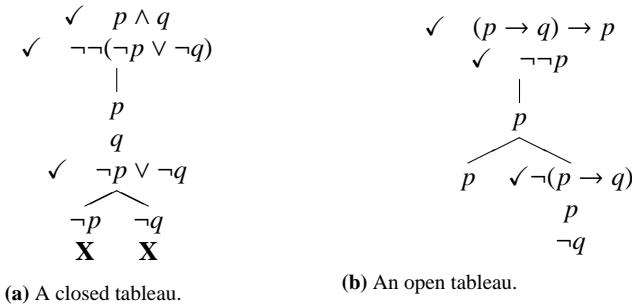 ✓ p ∧ q
✓ ¬¬(¬p ∨ ¬q)
p
q
✓ ¬p ∨ ¬q
¬p ¬q
X X
(a) A closed tableau.
✓ (p → q) → p
✓ ¬¬p
p
p ✓ ¬(p → q)
p
¬q
(b) An open tableau.